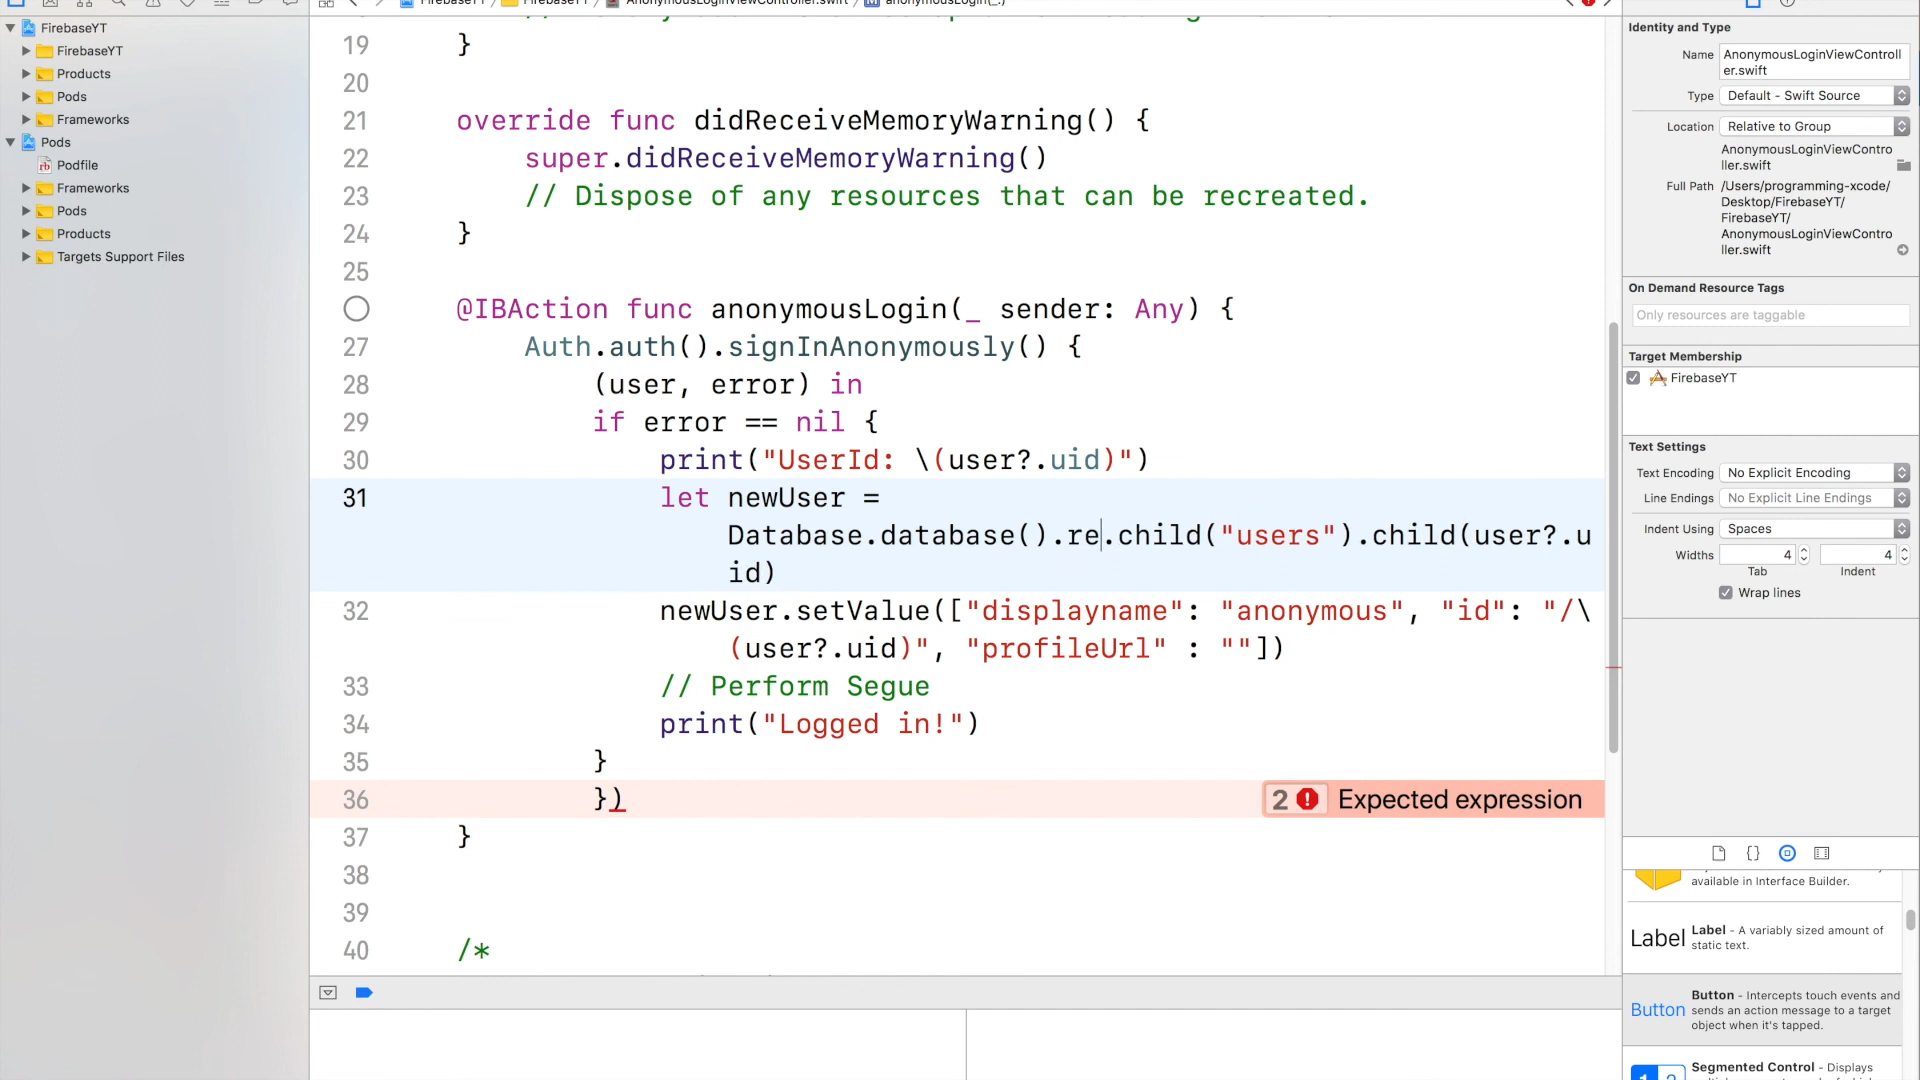 FirebaseYT
FirebaseYT
Products
Pods
Frameworks
Pods
Podfile
Frameworks
Pods
Products
Targets Support Files
19 }
20
21 override func didReceiveMemoryWarning() {
22 super.didReceiveMemoryWarning()
23 // Dispose of any resources that can be recreated.
24 }
25
@IBAction func anonymousLogin(_ sender: Any) {
27 Auth.auth().signInAnonymously() {
28 (user, error) in
29 if error == nil {
30 print("UserId: \(user?.uid)")
31 let newUser =
Database.database().re.child("users").child(user?.u
id)
32 newUser.setValue(["displayname": "anonymous", "id": "/\
(user?.uid)", "profileUrl" : ""])
33 // Perform Segue
34 print("Logged in!")
35 }
36 }) 2 Expected expression
37 }
38
39
40 /*
Identity and Type
Name AnonymousLoginViewControll
er.swift
Type Default - Swift Source
Location Relative to Group
AnonymousLoginViewContro
ller.swift
Full Path /Users/programming-xcode/
Desktop/FirebaseYT/
FirebaseYT/
AnonymousLoginViewContro
ller.swift
On Demand Resource Tags
Only resources are taggable
Target Membership
FirebaseYT
Text Settings
Text Encoding No Explicit Encoding
Line Endings No Explicit Line Endings
Indent Using Spaces
Widths 4 4
Tab Indent
Wrap lines
available in Interface Builder.
Label Label - A variably sized amount of
static text.
Button Button - Intercepts touch events and
sends an action message to a target
object when it's tapped.
Segmented Control - Displays